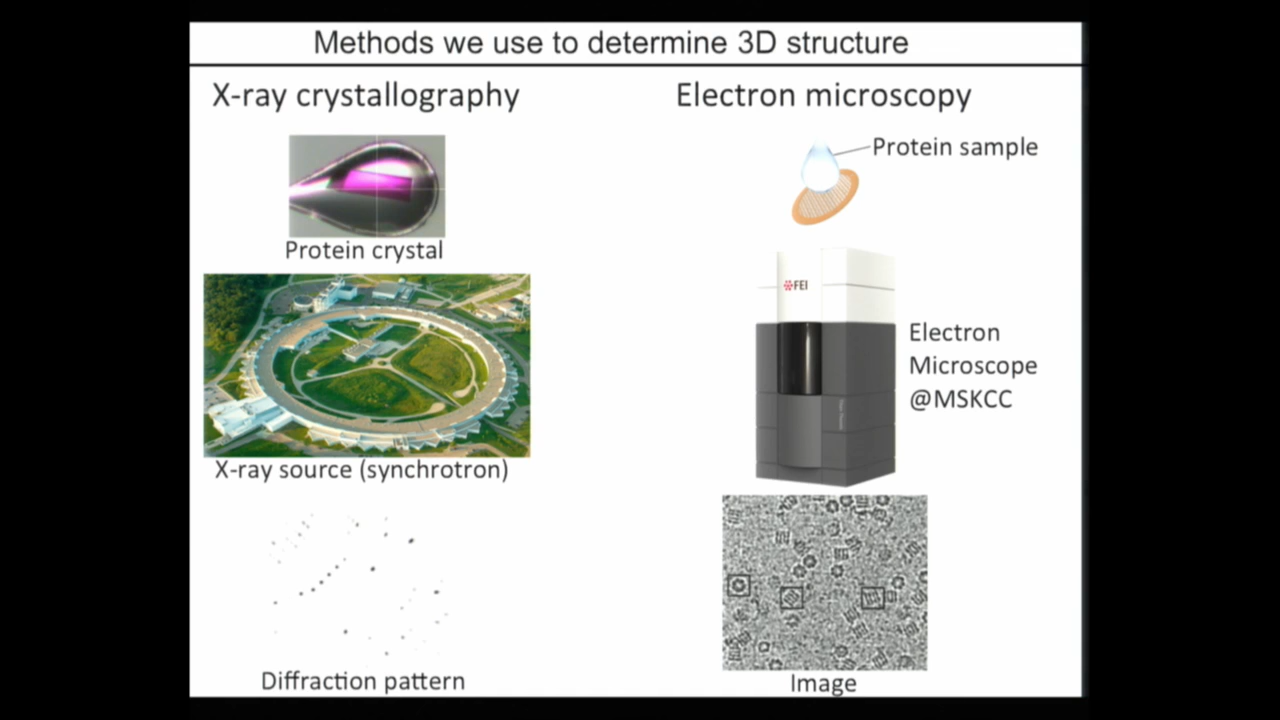 Methods we use to determine 3D structure
X-ray crystallography
Protein crystal
X-ray source (synchrotron)
Diffraction pattern
Electron microscopy
Protein sample
FEI
Electron
Microscope
@MSKCC
Image